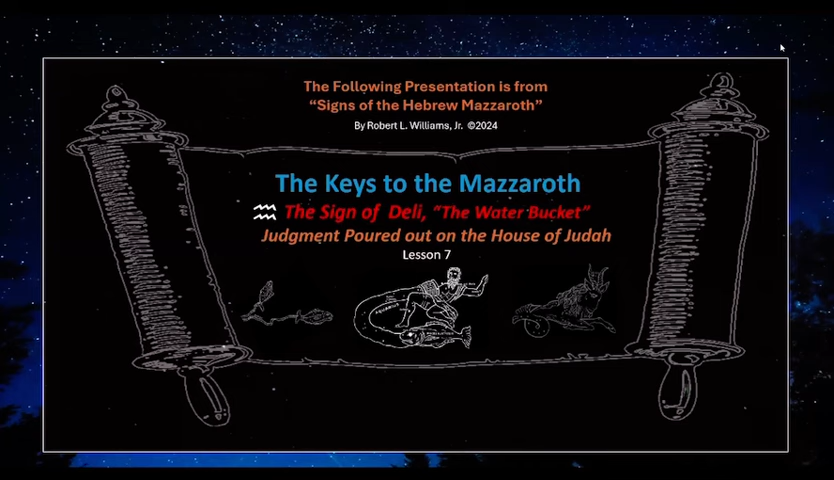 The Following Presentation is from
“Signs of the Hebrew Mazzaroth”
By Robert L. Williams, Jr. ©2024
The Keys to the Mazzaroth
♒ The Sign of Deli, “The Water Bucket”
Judgment Poured out on the House of Judah
Lesson 7